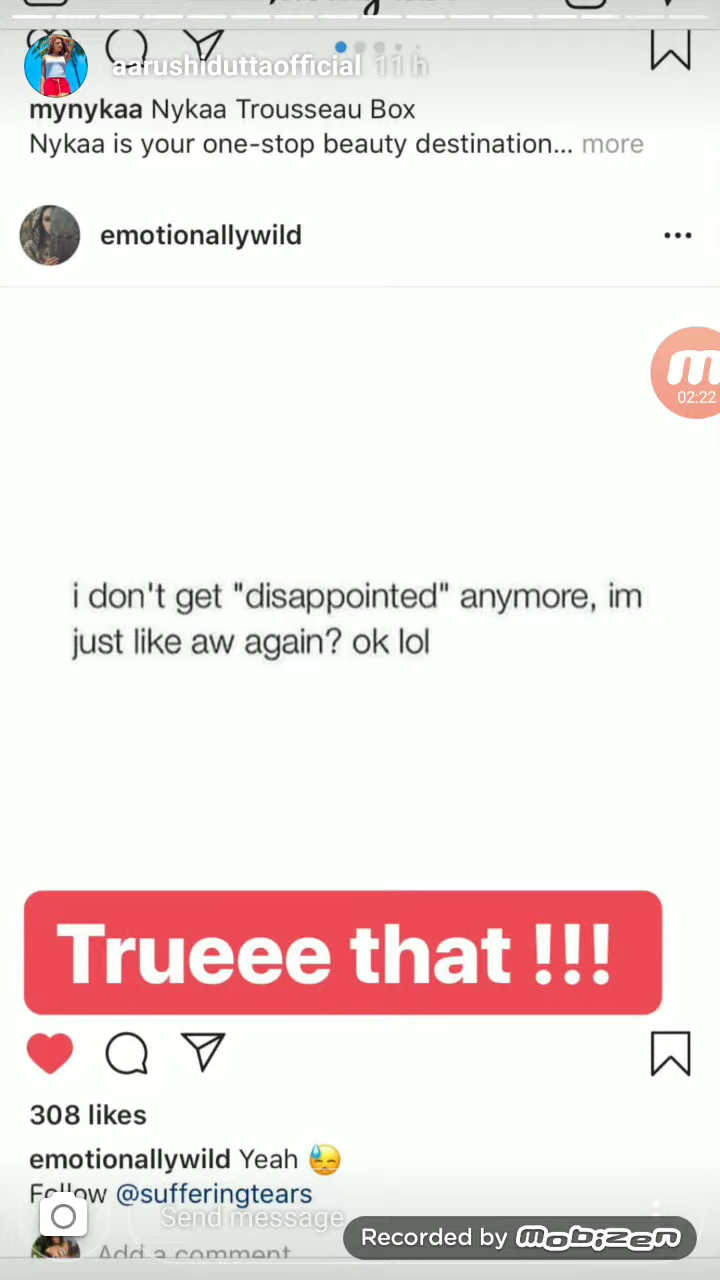 aarushiduttaofficial 11 h
mynykaa Nykaa Trousseau Box
Nykaa is your one-stop beauty destination... more
emotionallywild
m
02:22
i don't get "disappointed" anymore, im
just like aw again? ok lol
Trueee that !!!
308 likes
emotionallywild Yeah 😓
Follow @sufferingtears
Send message
Add a comment
Recorded by mobizen